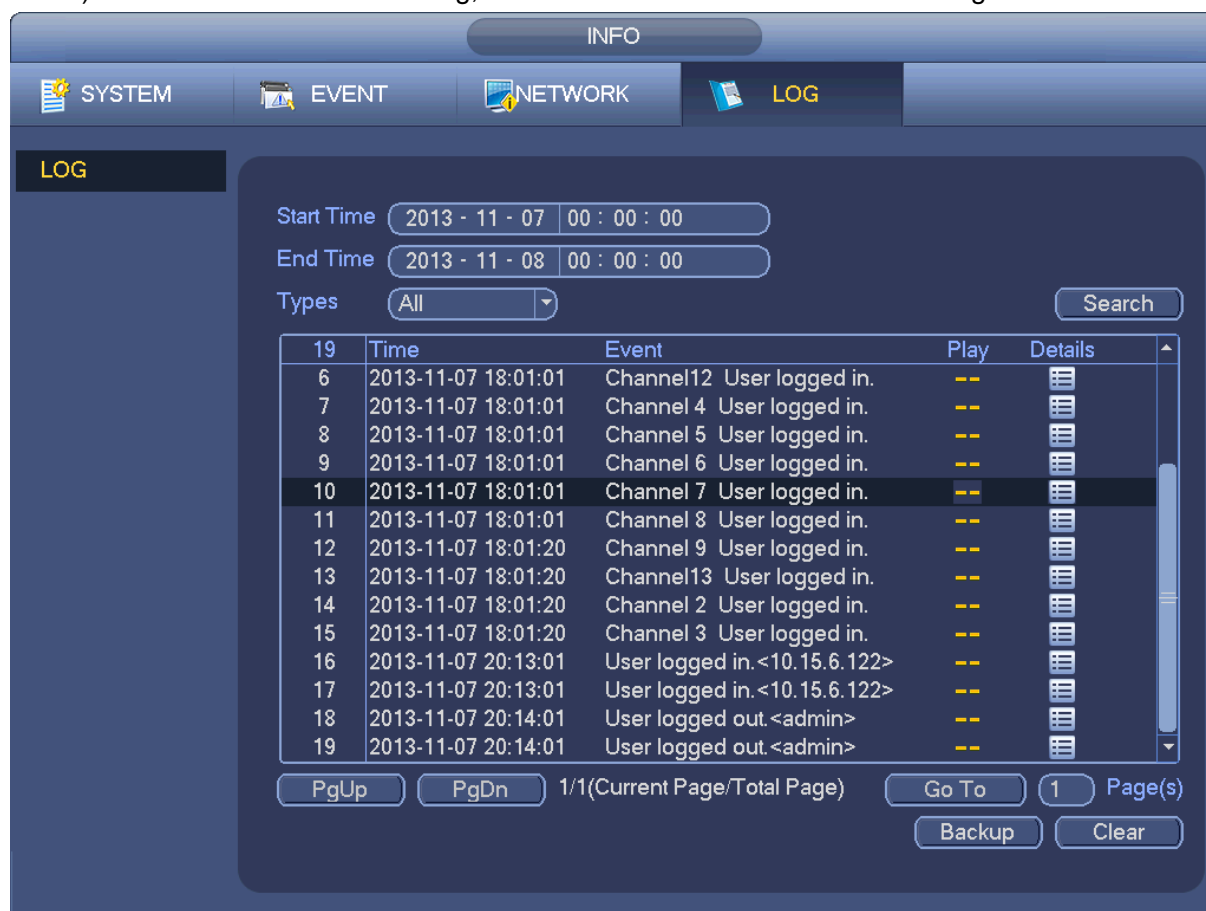 INFO
SYSTEM EVENT NETWORK LOG
LOG
Start Time 2013 - 11 - 07 00 : 00 : 00
End Time 2013 - 11 - 08 00 : 00 : 00
Types All Search
19 Time Event Play Details
6 2013-11-07 18:01:01 Channel12 User logged in. --
7 2013-11-07 18:01:01 Channel 4 User logged in. --
8 2013-11-07 18:01:01 Channel 5 User logged in. --
9 2013-11-07 18:01:01 Channel 6 User logged in. --
10 2013-11-07 18:01:01 Channel 7 User logged in. --
11 2013-11-07 18:01:01 Channel 8 User logged in. --
12 2013-11-07 18:01:20 Channel 9 User logged in. --
13 2013-11-07 18:01:20 Channel13 User logged in. --
14 2013-11-07 18:01:20 Channel 2 User logged in. --
15 2013-11-07 18:01:20 Channel 3 User logged in. --
16 2013-11-07 20:13:01 User logged in.<10.15.6.122> --
17 2013-11-07 20:13:01 User logged in.<10.15.6.122> --
18 2013-11-07 20:14:01 User logged out.<admin> --
19 2013-11-07 20:14:01 User logged out.<admin> --
PgUp PgDn 1/1(Current Page/Total Page) Go To 1 Page(s)
Backup Clear